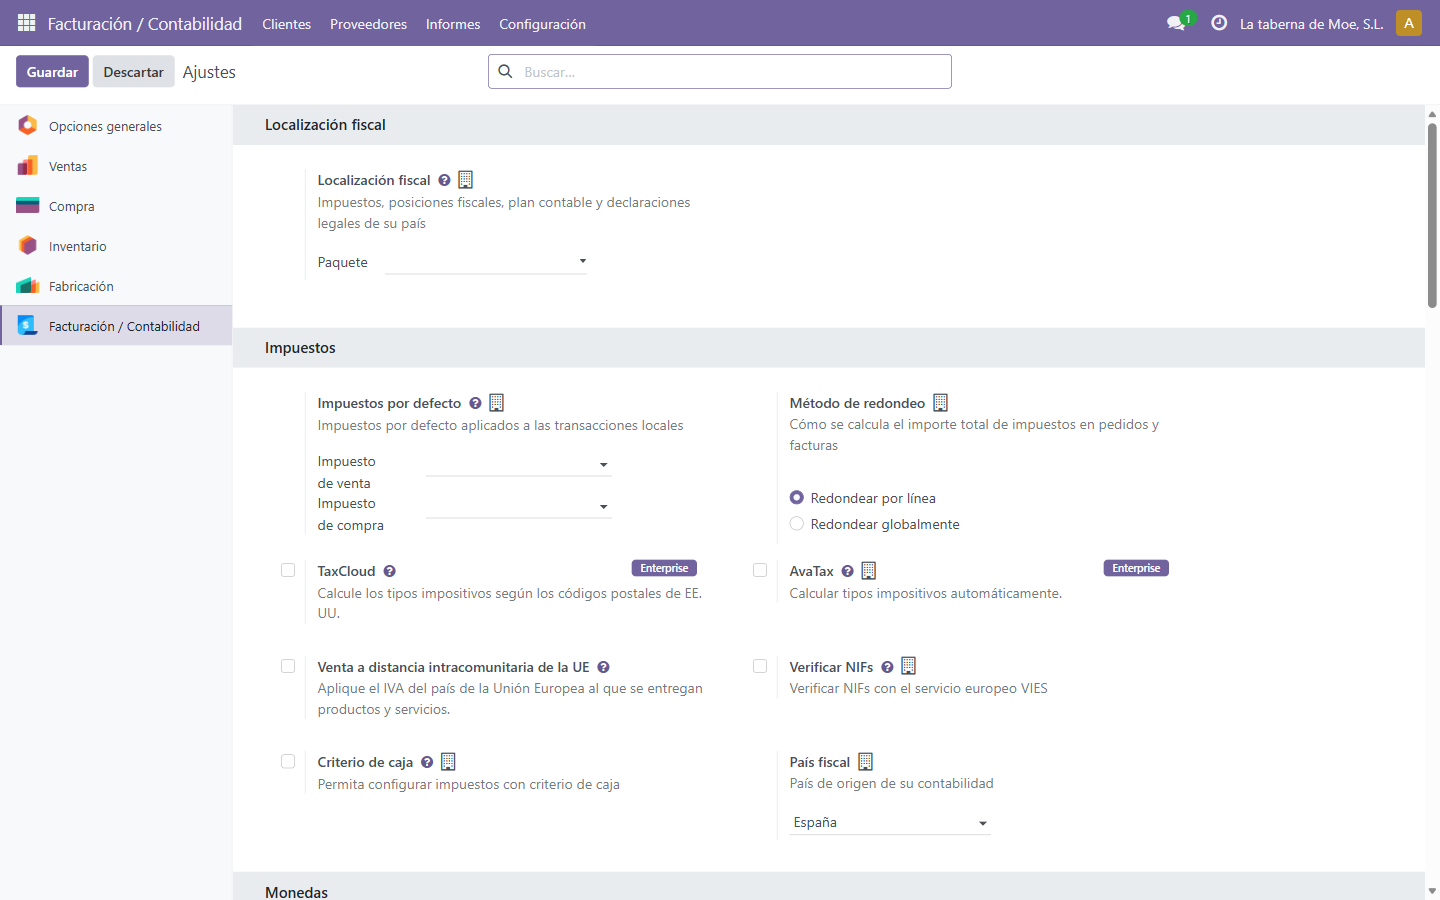 Facturación / Contabilidad Clientes Proveedores Informes Configuración 1 La taberna de Moe, S.L. A
Guardar Descartar Ajustes Buscar...
Opciones generales
Ventas
Compra
Inventario
Fabricación
Facturación / Contabilidad
Localización fiscal
Localización fiscal ?
Impuestos, posiciones fiscales, plan contable y declaraciones
legales de su país
Paquete
Impuestos
Impuestos por defecto ?
Impuestos por defecto aplicados a las transacciones locales
Impuesto
de venta
Impuesto
de compra
Método de redondeo
Cómo se calcula el importe total de impuestos en pedidos y
facturas
Redondear por línea
Redondear globalmente
TaxCloud ? Enterprise
Calcule los tipos impositivos según los códigos postales de EE.
UU.
AvaTax ? Enterprise
Calcular tipos impositivos automáticamente.
Venta a distancia intracomunitaria de la UE ?
Aplique el IVA del país de la Unión Europea al que se entregan
productos y servicios.
Verificar NIFs ?
Verificar NIFs con el servicio europeo VIES
Criterio de caja ?
Permita configurar impuestos con criterio de caja
País fiscal
País de origen de su contabilidad
España
Monedas